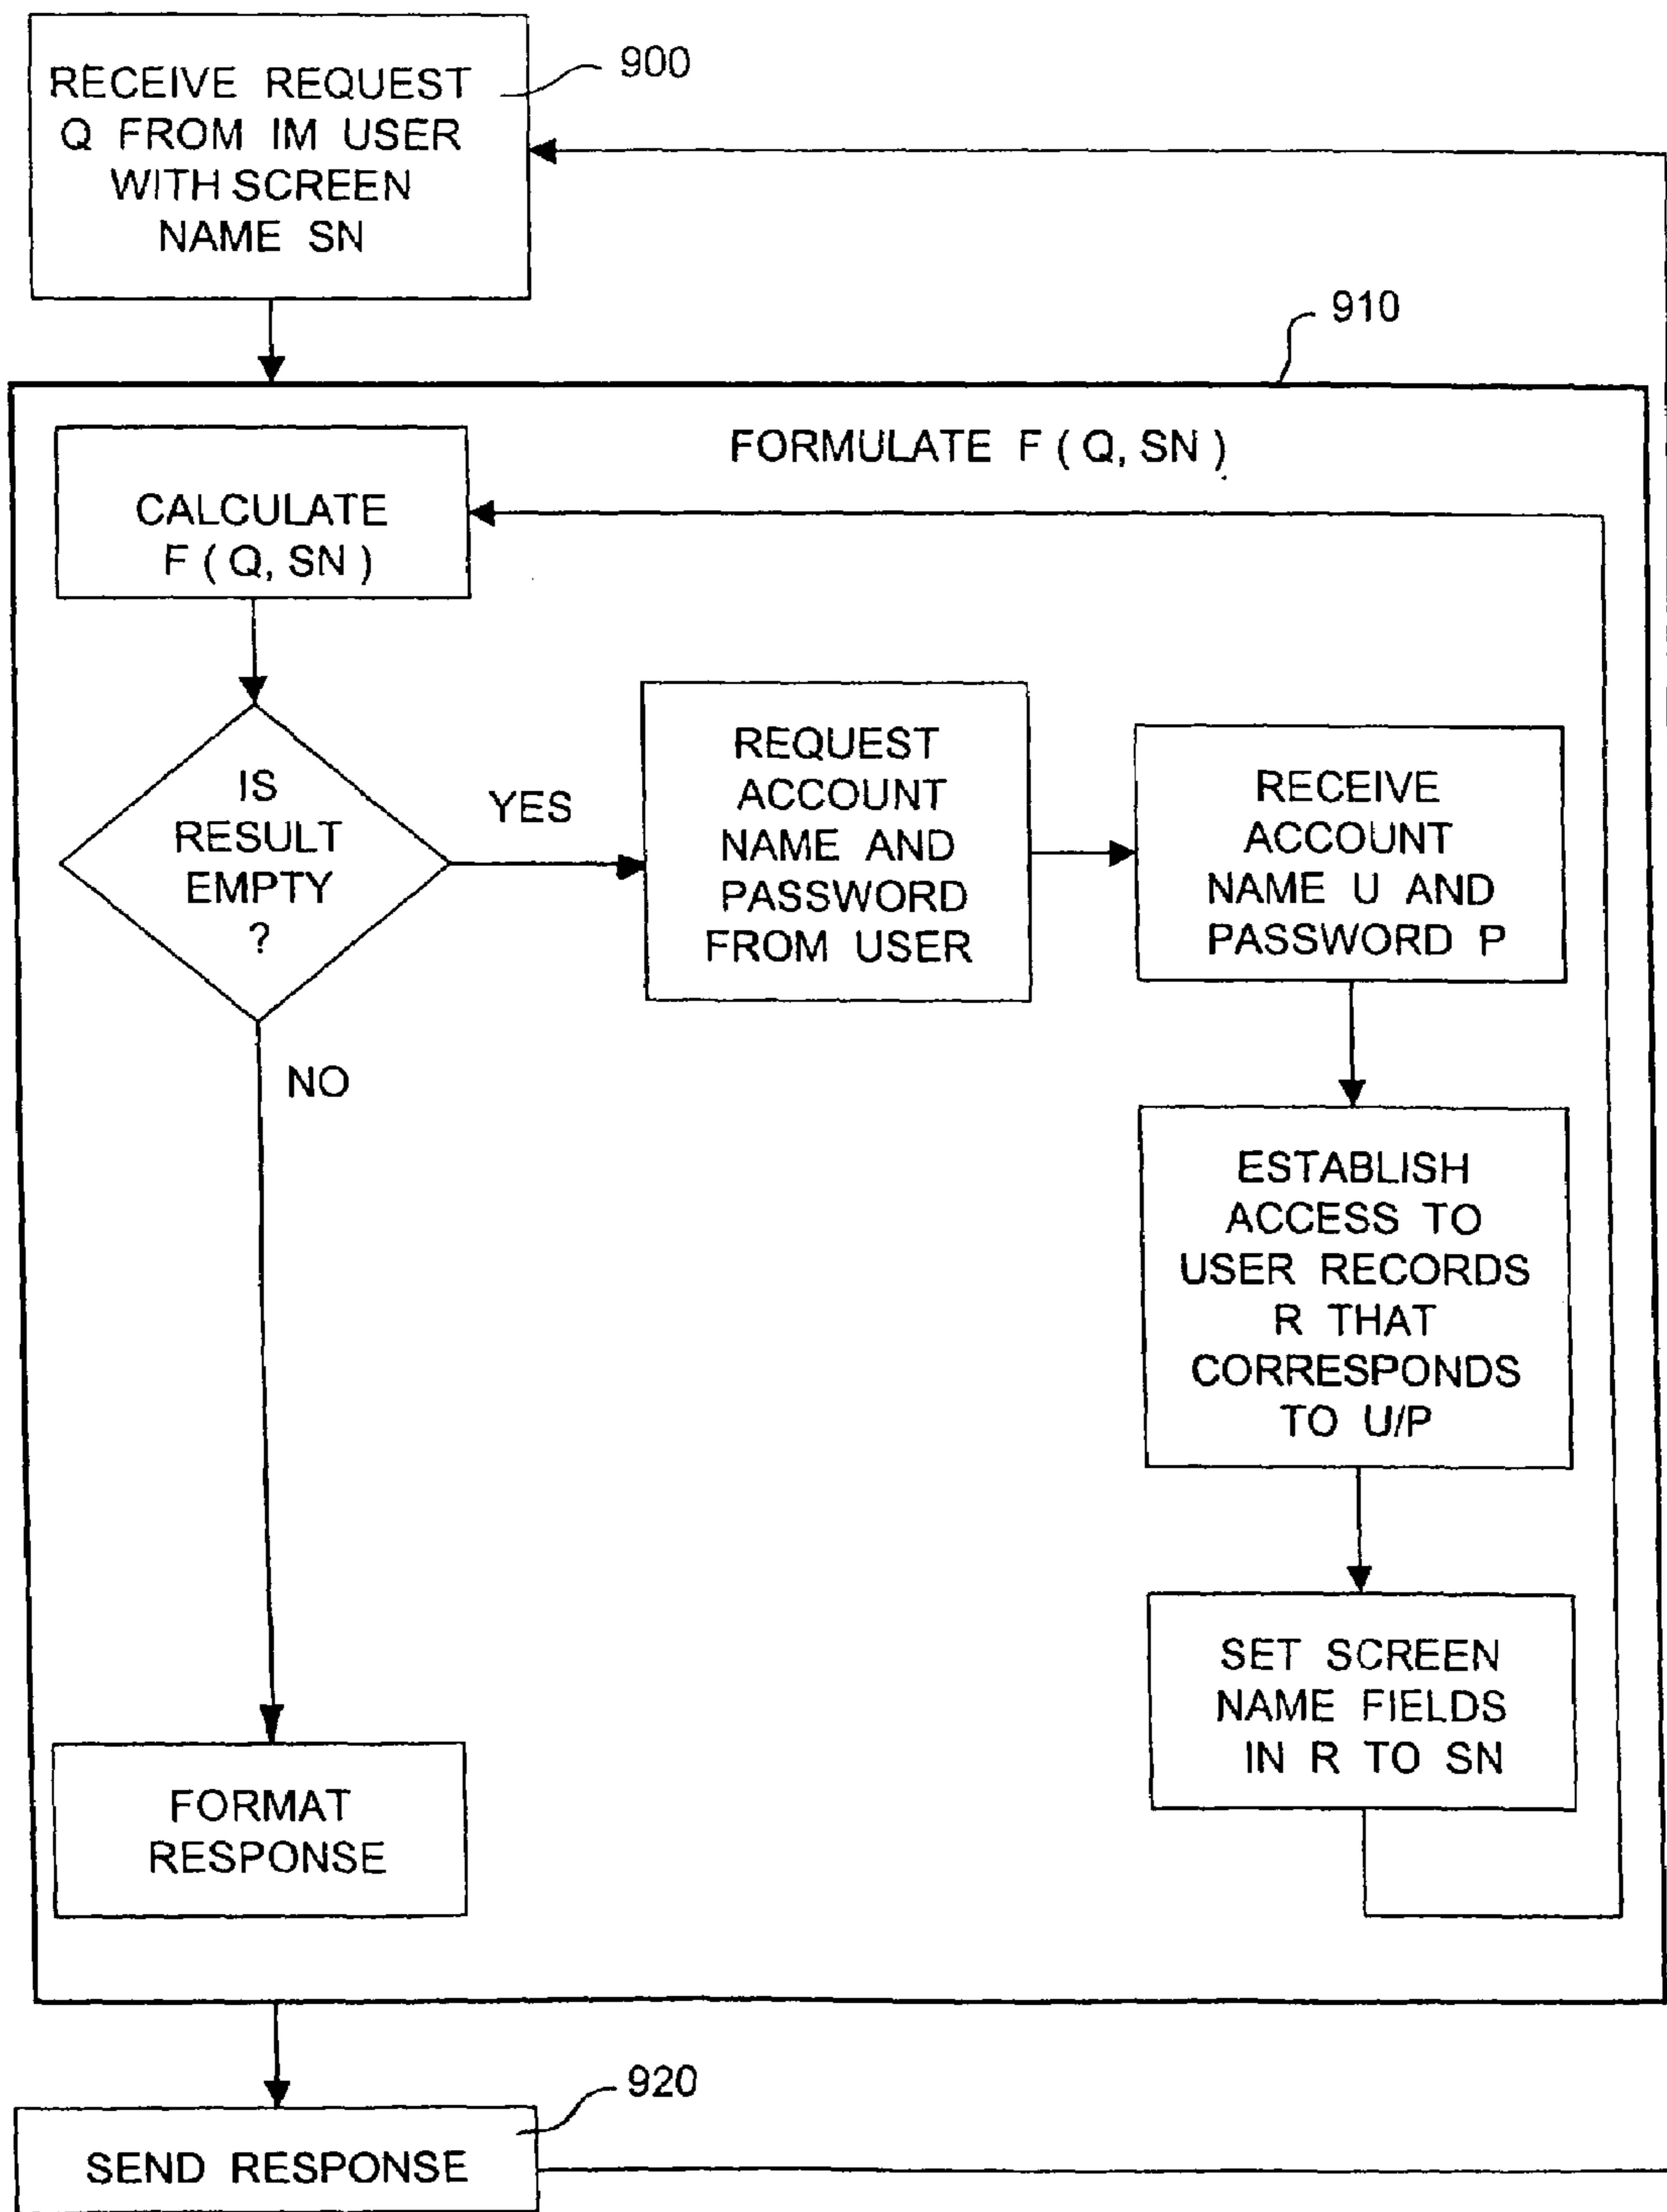 RECEIVE REQUEST
Q FROM IM USER
WITH SCREEN
NAME SN
900
910
FORMULATE F ( Q, SN )
CALCULATE
F ( Q, SN )
IS
RESULT
EMPTY
?
YES
NO
REQUEST
ACCOUNT
NAME AND
PASSWORD
FROM USER
RECEIVE
ACCOUNT
NAME U AND
PASSWORD P
ESTABLISH
ACCESS TO
USER RECORDS
R THAT
CORRESPONDS
TO U/P
SET SCREEN
NAME FIELDS
IN R TO SN
FORMAT
RESPONSE
920
SEND RESPONSE